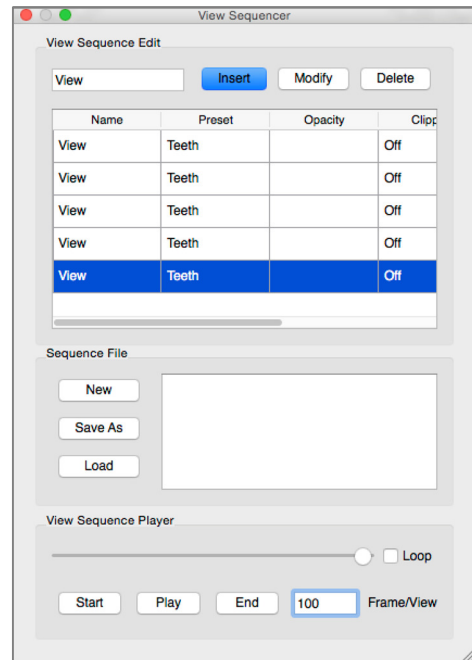 View Sequencer
View Sequence Edit
View Insert Modify Delete
Name Preset Opacity Clipp
View Teeth Off
View Teeth Off
View Teeth Off
View Teeth Off
View Teeth Off
Sequence File
New
Save As
Load
View Sequence Player
Loop
Start Play End 100 Frame/View